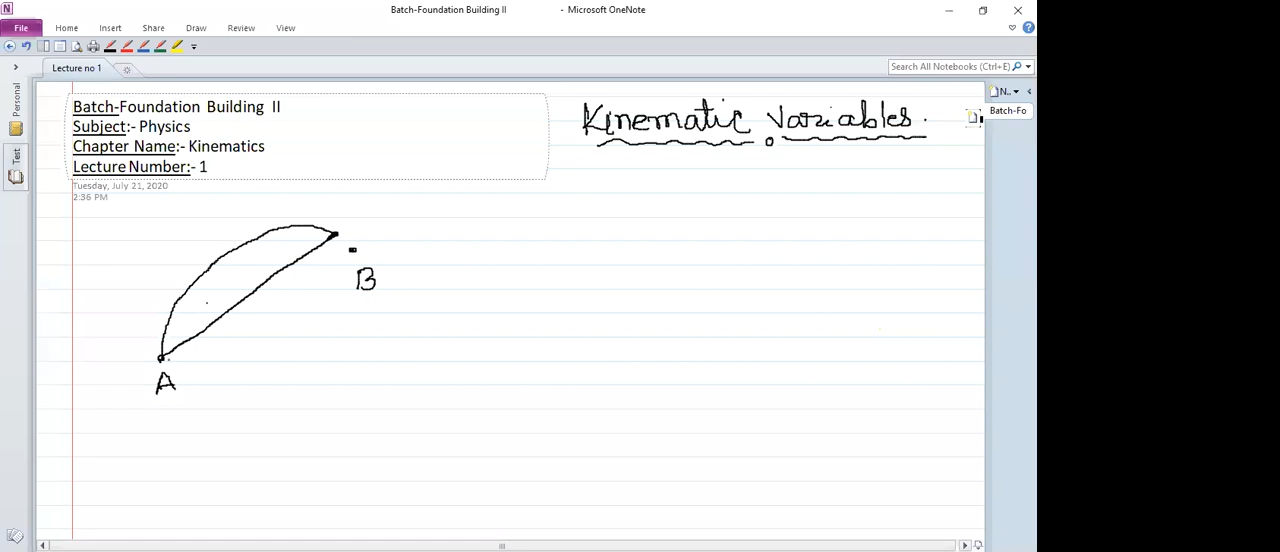 Batch-Foundation Building II - Microsoft OneNote
File Home Insert Share Draw Review View
Lecture no 1
Search All Notebooks (Ctrl+E)
N..
Batch-Fo
Personal
Test
Batch-Foundation Building II
Subject:- Physics
Chapter Name:- Kinematics
Lecture Number:- 1
Tuesday, July 21, 2020
2:36 PM
Kinematic Variables.
B
A